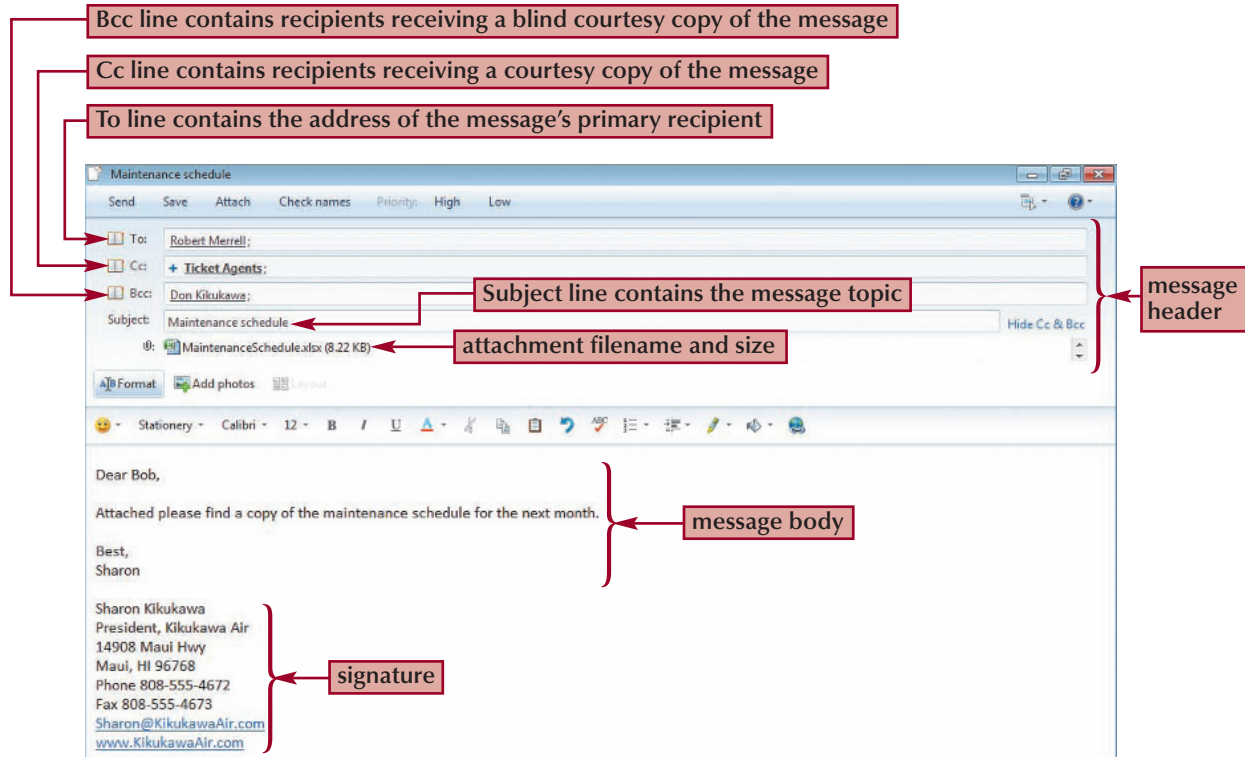 Bcc line contains recipients receiving a blind courtesy copy of the message
Cc line contains recipients receiving a courtesy copy of the message
To line contains the address of the message's primary recipient
Maintenance schedule
Send Save Attach Check names Priority: High Low
To: Robert Merrell;
Cc: + Ticket Agents;
Bcc: Don Kikukawa;
Subject line contains the message topic
message
header
Subject: Maintenance schedule
Hide Cc & Bcc
MaintenanceSchedule.xlsx (8.22 KB)
attachment filename and size
Format Add photos Layout
Stationery Calibri 12 B I U A ABC
Dear Bob,
Attached please find a copy of the maintenance schedule for the next month.
message body
Best,
Sharon
Sharon Kikukawa
President, Kikukawa Air
14908 Maui Hwy
Maui, HI 96768
Phone 808-555-4672
signature
Fax 808-555-4673
Sharon@KikukawaAir.com
www.KikukawaAir.com